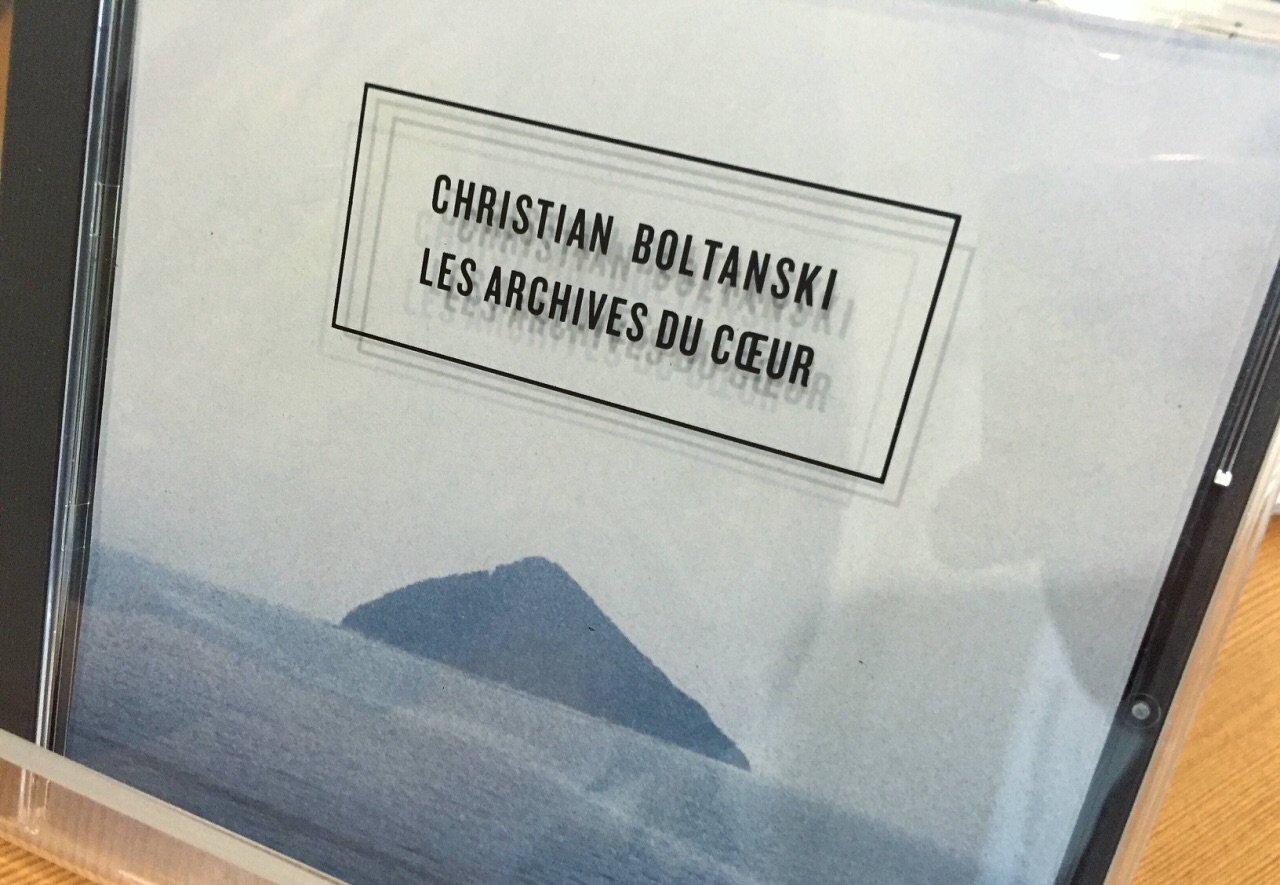 CHRISTIAN BOLTANSKI
LES ARCHIVES DU CŒUR